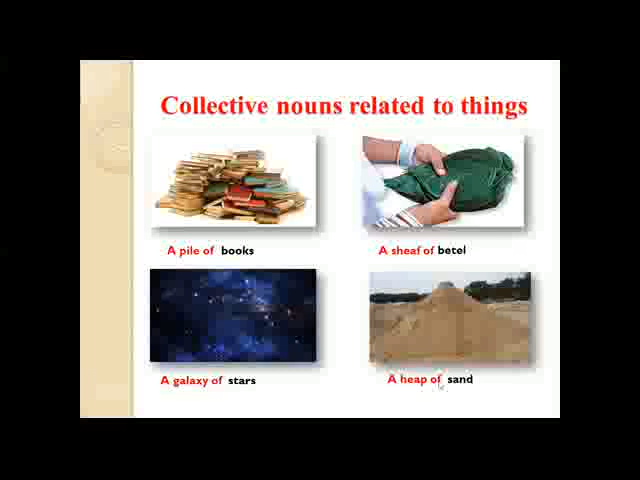 Collective nouns related to things
A pile of books
A sheaf of betel
A galaxy of stars
A heap of sand